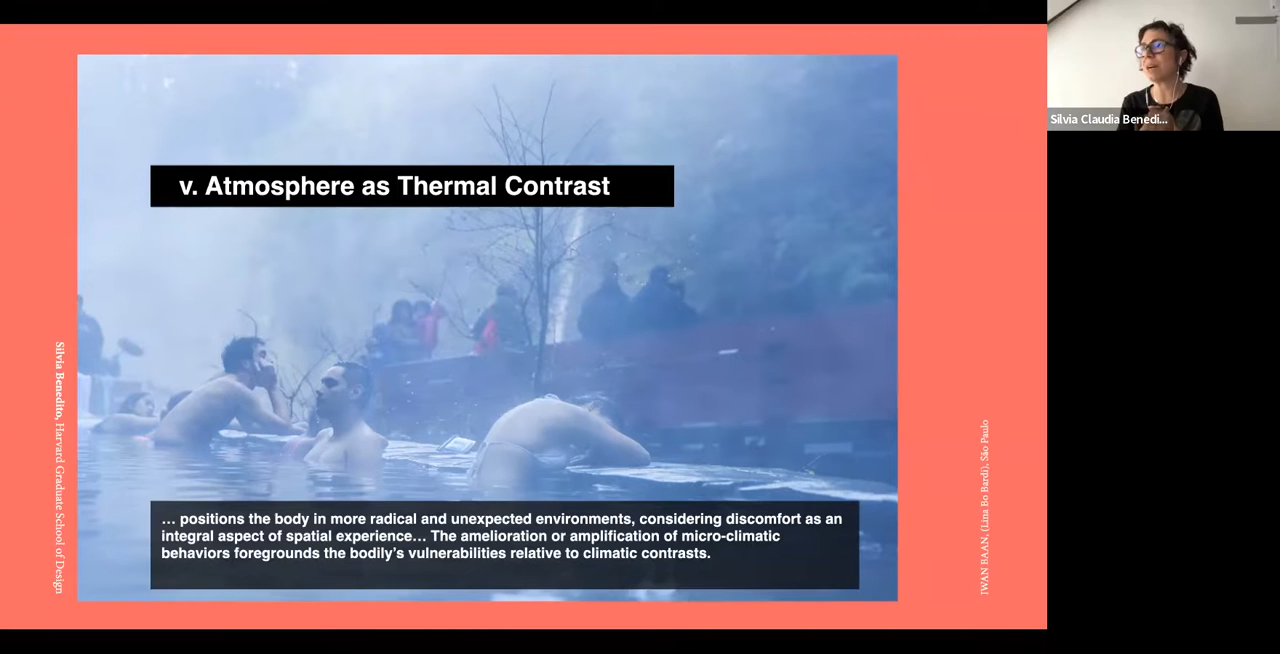 v. Atmosphere as Thermal Contrast
… positions the body in more radical and unexpected environments, considering discomfort as an
integral aspect of spatial experience… The amelioration or amplification of micro-climatic
behaviors foregrounds the bodily’s vulnerabilities relative to climatic contrasts.
Silvia Benedito, Harvard Graduate School of Design
IWAN BAAN, (Lina Bo Bardi), São Paulo
Silvia Claudia Benedi...